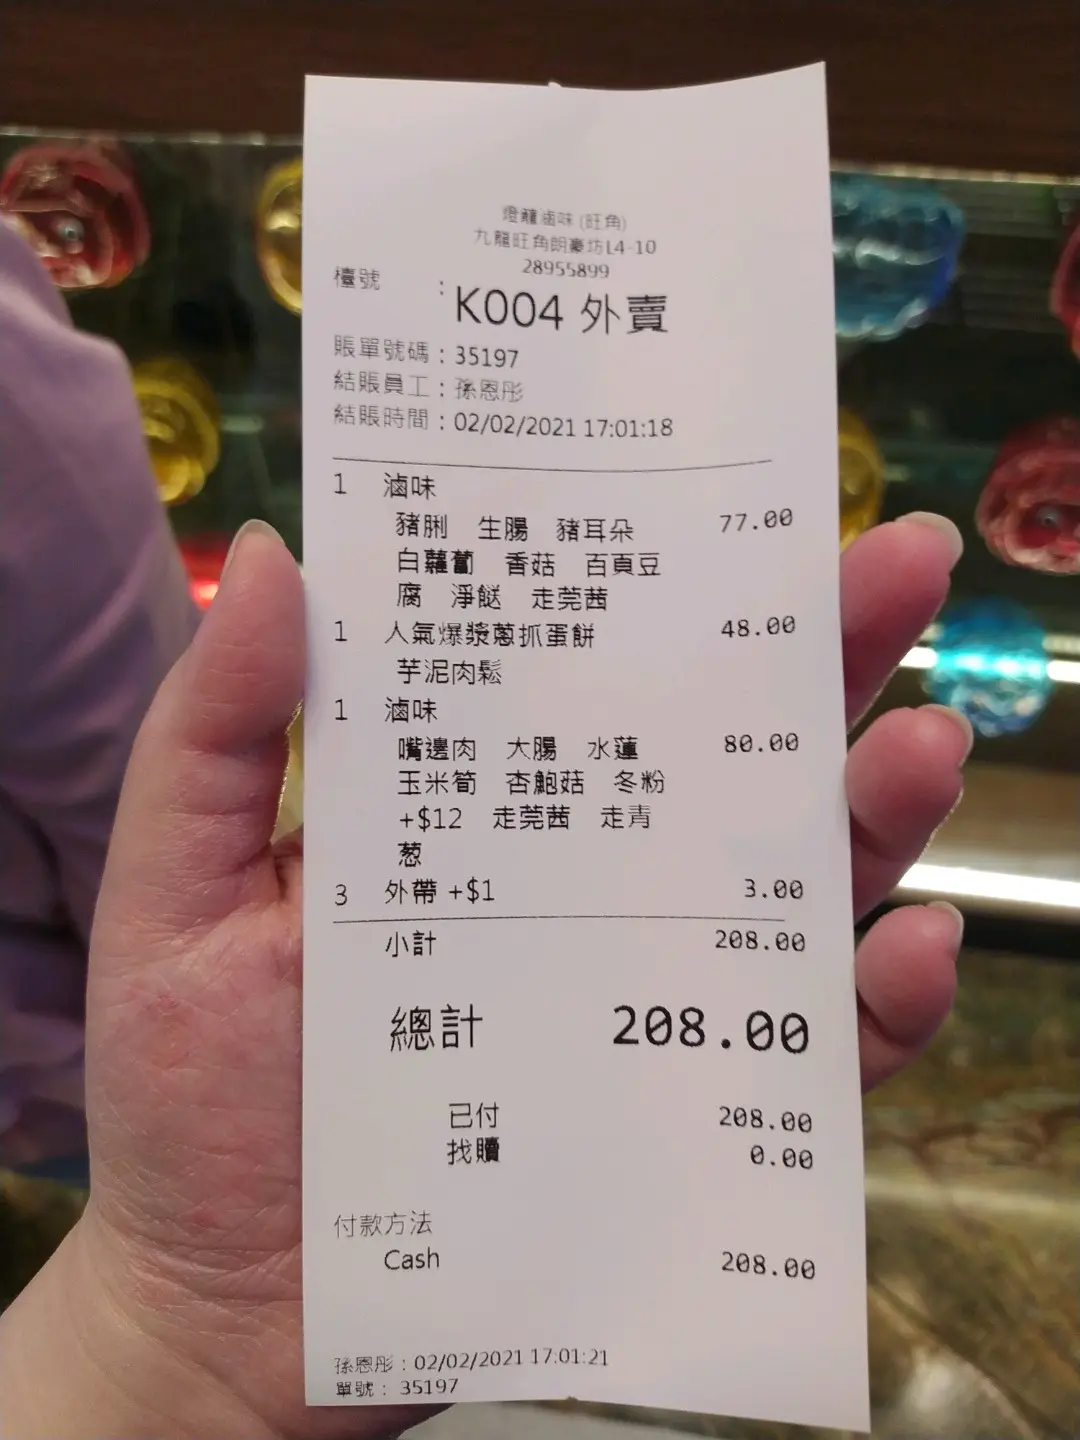 燈籠滷味 (旺角)
九龍旺角朗豪坊L4-10
28955899
檯號 : K004 外賣
賬單號碼 : 35197
結賬員工 : 孫恩彤
結賬時間 : 02/02/2021 17:01:18
1 滷味
豬脷 生腸 豬耳朵 77.00
白蘿蔔 香菇 百頁豆
腐 淨餸 走莞茜
1 人氣爆漿蔥抓蛋餅 48.00
芋泥肉鬆
1 滷味
嘴邊肉 大腸 水蓮 80.00
玉米筍 杏鮑菇 冬粉
+$12 走莞茜 走青
葱
3 外帶 +$1 3.00
小計 208.00
總計 208.00
已付 208.00
找贖 0.00
付款方法
Cash 208.00
孫恩彤 : 02/02/2021 17:01:21
單號 : 35197